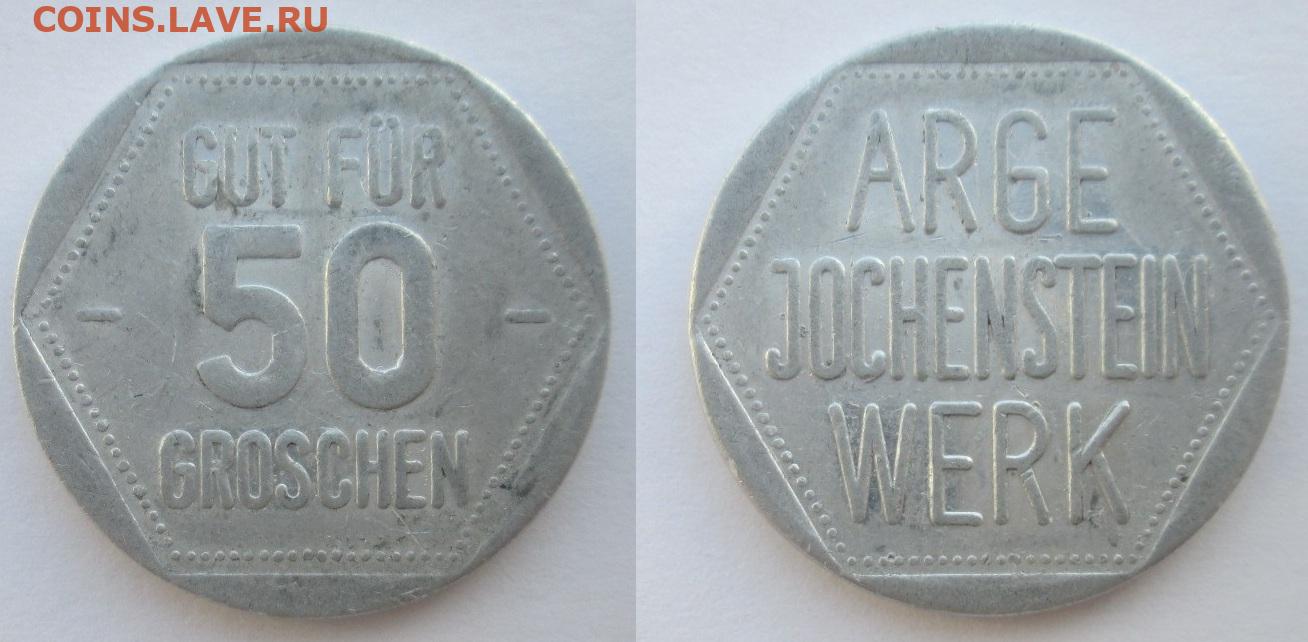 COINS.LAVE.RU
GUT FÜR
- 50 -
GROSCHEN
ARGE
JOCHENSTEIN
WERK